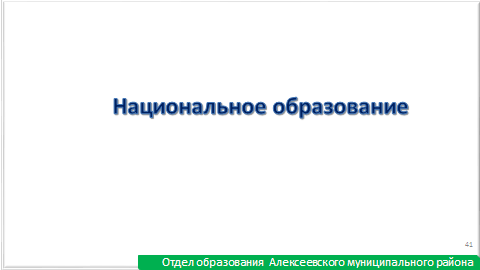 Национальное образование
41
Отдел образования Алексеевского муниципального района